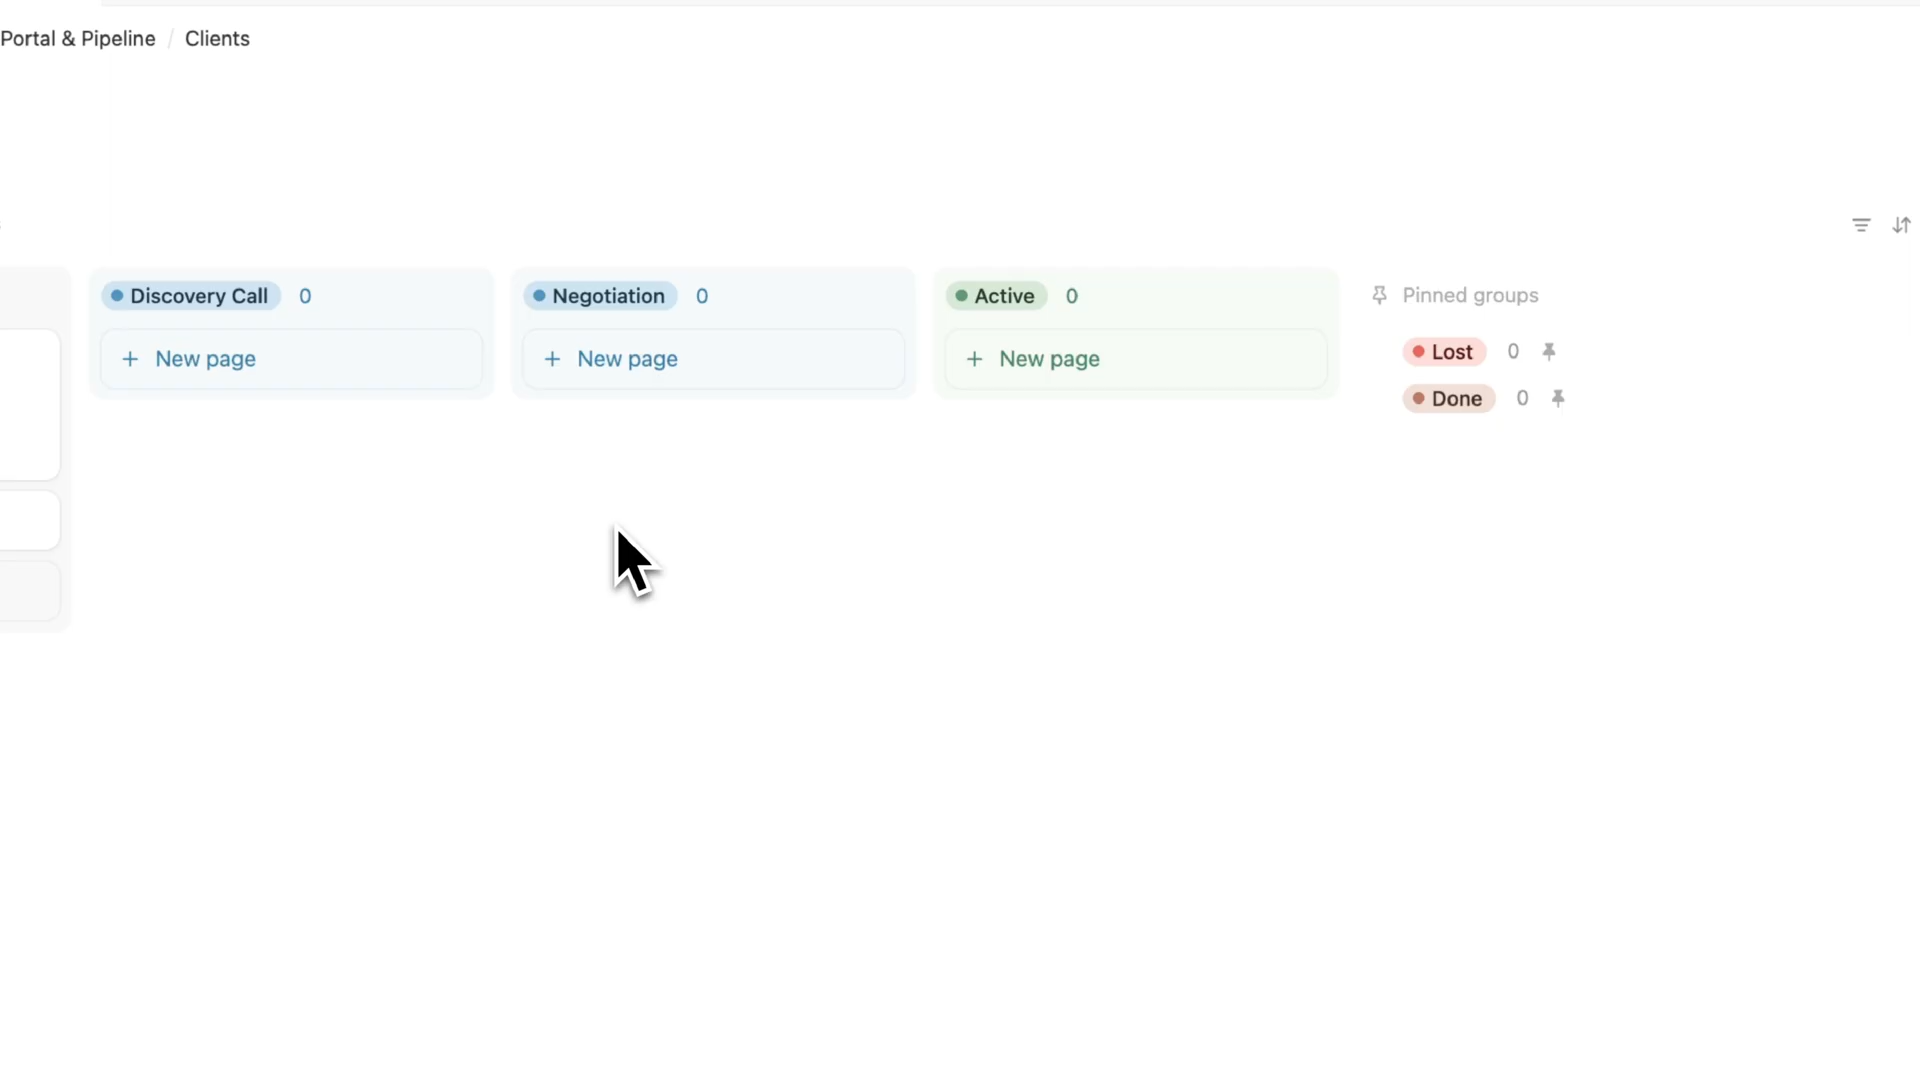 Portal & Pipeline / Clients
Discovery Call 0
Negotiation 0
Active 0
Pinned groups
+ New page
+ New page
+ New page
Lost 0
Done 0